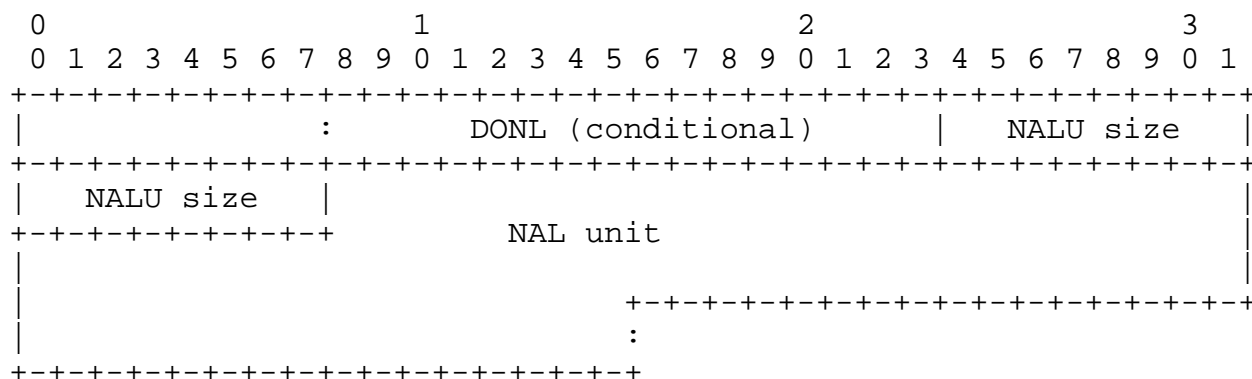 0                   1                   2                   3
 0 1 2 3 4 5 6 7 8 9 0 1 2 3 4 5 6 7 8 9 0 1 2 3 4 5 6 7 8 9 0 1
+-+-+-+-+-+-+-+-+-+-+-+-+-+-+-+-+-+-+-+-+-+-+-+-+-+-+-+-+-+-+-+-+
|               :       DONL (conditional)      |   NALU size   |
+-+-+-+-+-+-+-+-+-+-+-+-+-+-+-+-+-+-+-+-+-+-+-+-+-+-+-+-+-+-+-+-+
|   NALU size   |                                               |
+-+-+-+-+-+-+-+-+         NAL unit                              |
|                                                               |
|                               +-+-+-+-+-+-+-+-+-+-+-+-+-+-+-+-+
|                               :
+-+-+-+-+-+-+-+-+-+-+-+-+-+-+-+-+